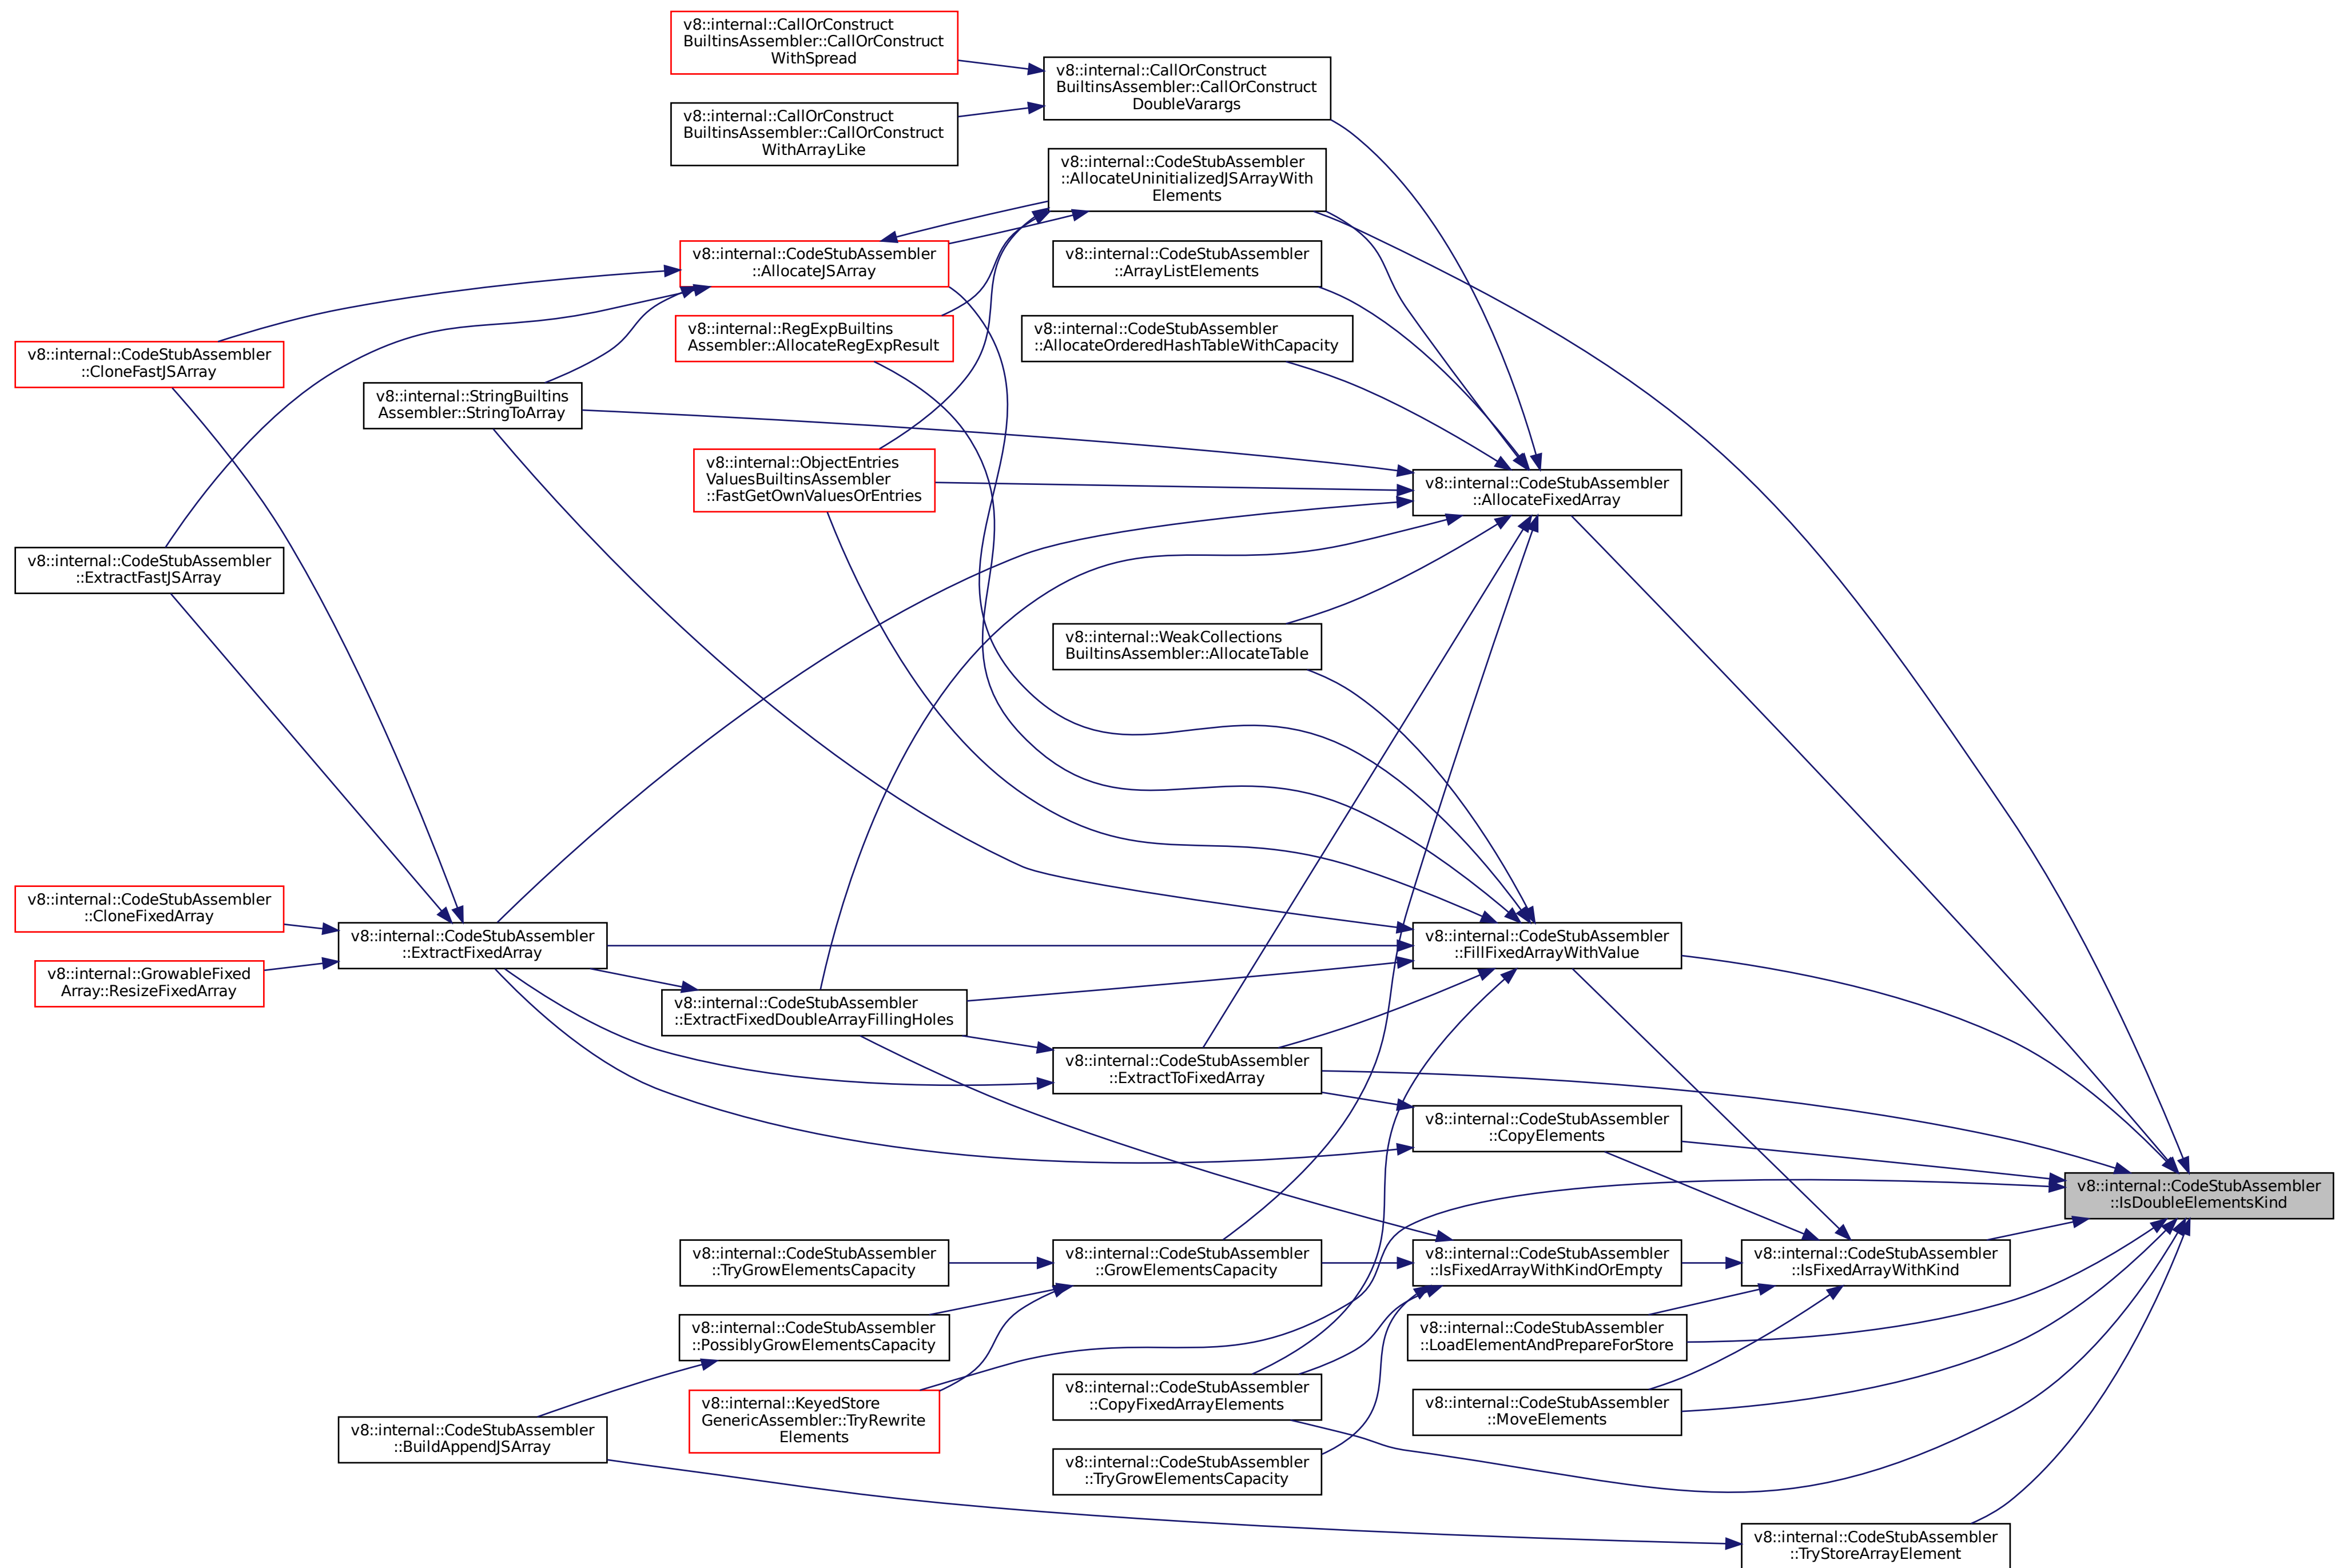 v8::internal::CallOrConstruct
BuiltinsAssembler::CallOrConstruct
WithSpread
v8::internal::CallOrConstruct
BuiltinsAssembler::CallOrConstruct
DoubleVarargs
v8::internal::CallOrConstruct
BuiltinsAssembler::CallOrConstruct
WithArrayLike
v8::internal::CodeStubAssembler
::AllocateUninitializedJSArrayWith
Elements
v8::internal::CodeStubAssembler
::AllocateJSArray
v8::internal::CodeStubAssembler
::ArrayListElements
v8::internal::RegExpBuiltins
Assembler::AllocateRegExpResult
v8::internal::CodeStubAssembler
::AllocateOrderedHashTableWithCapacity
v8::internal::CodeStubAssembler
::CloneFastJSArray
v8::internal::StringBuiltins
Assembler::StringToArray
v8::internal::ObjectEntries
ValuesBuiltinsAssembler
::FastGetOwnValuesOrEntries
v8::internal::CodeStubAssembler
::AllocateFixedArray
v8::internal::CodeStubAssembler
::ExtractFastJSArray
v8::internal::WeakCollections
BuiltinsAssembler::AllocateTable
v8::internal::CodeStubAssembler
::CloneFixedArray
v8::internal::CodeStubAssembler
::ExtractFixedArray
v8::internal::CodeStubAssembler
::FillFixedArrayWithValue
v8::internal::GrowableFixed
Array::ResizeFixedArray
v8::internal::CodeStubAssembler
::ExtractFixedDoubleArrayFillingHoles
v8::internal::CodeStubAssembler
::ExtractToFixedArray
v8::internal::CodeStubAssembler
::CopyElements
v8::internal::CodeStubAssembler
::IsDoubleElementsKind
v8::internal::CodeStubAssembler
::TryGrowElementsCapacity
v8::internal::CodeStubAssembler
::GrowElementsCapacity
v8::internal::CodeStubAssembler
::IsFixedArrayWithKindOrEmpty
v8::internal::CodeStubAssembler
::IsFixedArrayWithKind
v8::internal::CodeStubAssembler
::PossiblyGrowElementsCapacity
v8::internal::CodeStubAssembler
::LoadElementAndPrepareForStore
v8::internal::KeyedStore
GenericAssembler::TryRewrite
Elements
v8::internal::CodeStubAssembler
::CopyFixedArrayElements
v8::internal::CodeStubAssembler
::MoveElements
v8::internal::CodeStubAssembler
::BuildAppendJSArray
v8::internal::CodeStubAssembler
::TryGrowElementsCapacity
v8::internal::CodeStubAssembler
::TryStoreArrayElement